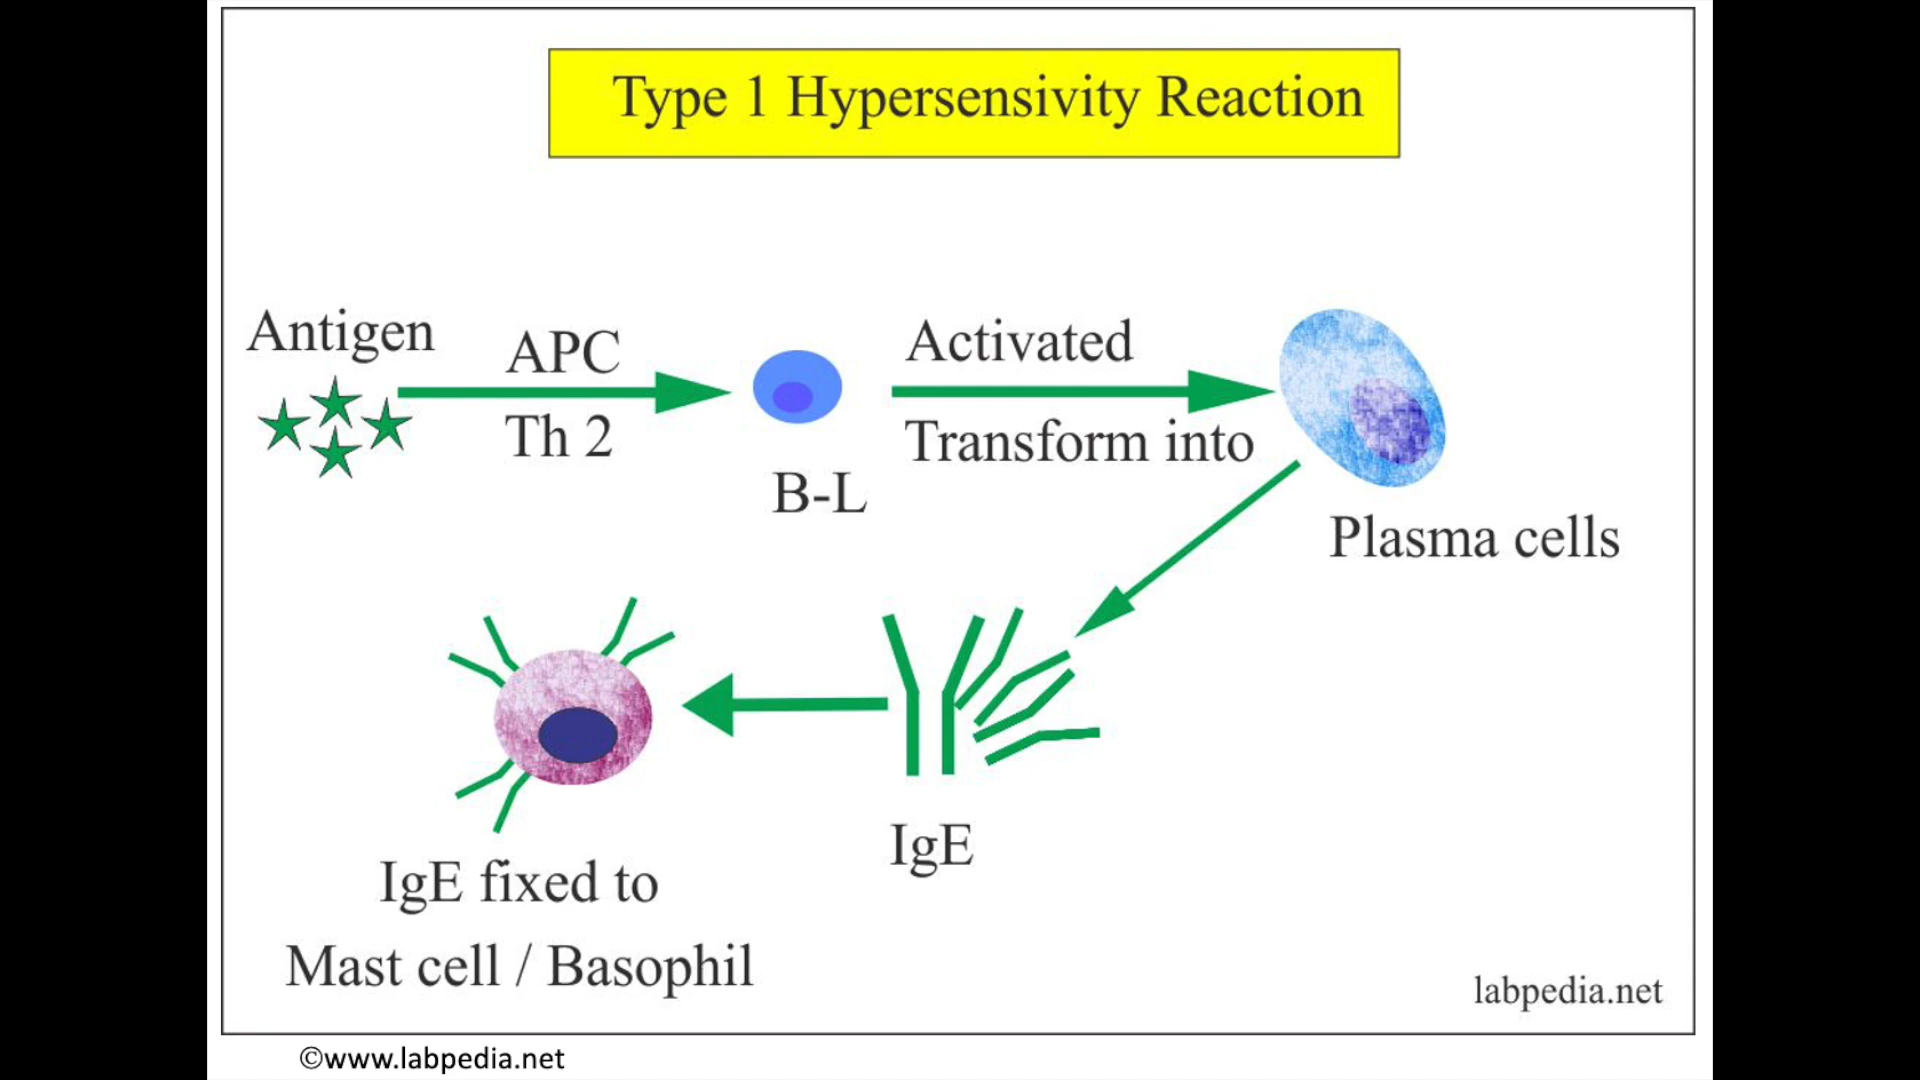 Type 1 Hypersensivity Reaction
Antigen
APC
Th 2
B-L
Activated
Transform into
Plasma cells
IgE
IgE fixed to
Mast cell / Basophil
labpedia.net
©www.labpedia.net